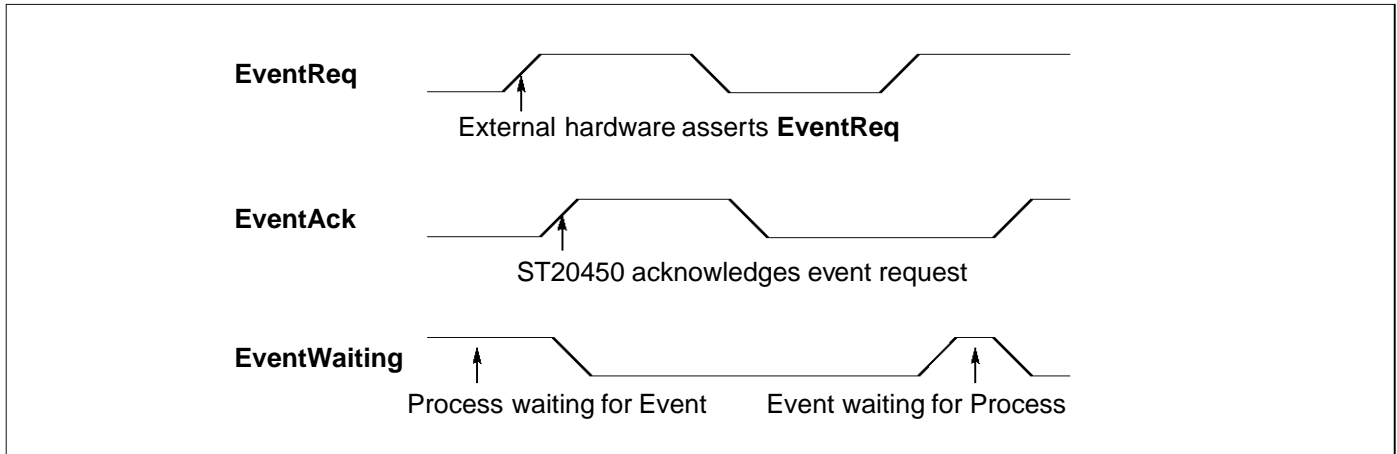 EventReq
External hardware asserts EventReq
EventAck
ST20450 acknowledges event request
EventWaiting
Process waiting for Event
Event waiting for Process